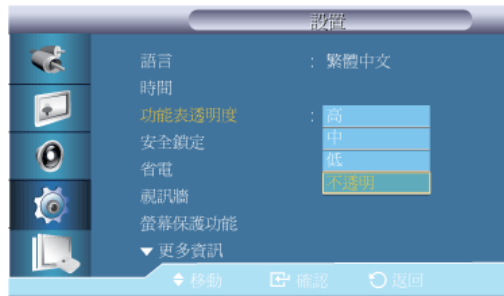 設置
語言 : 繁體中文
時間
功能表透明度 : 高
中
安全鎖定
低
省電
不透明
視訊牆
螢幕保護功能
▼ 更多資訊
移動 確認 返回